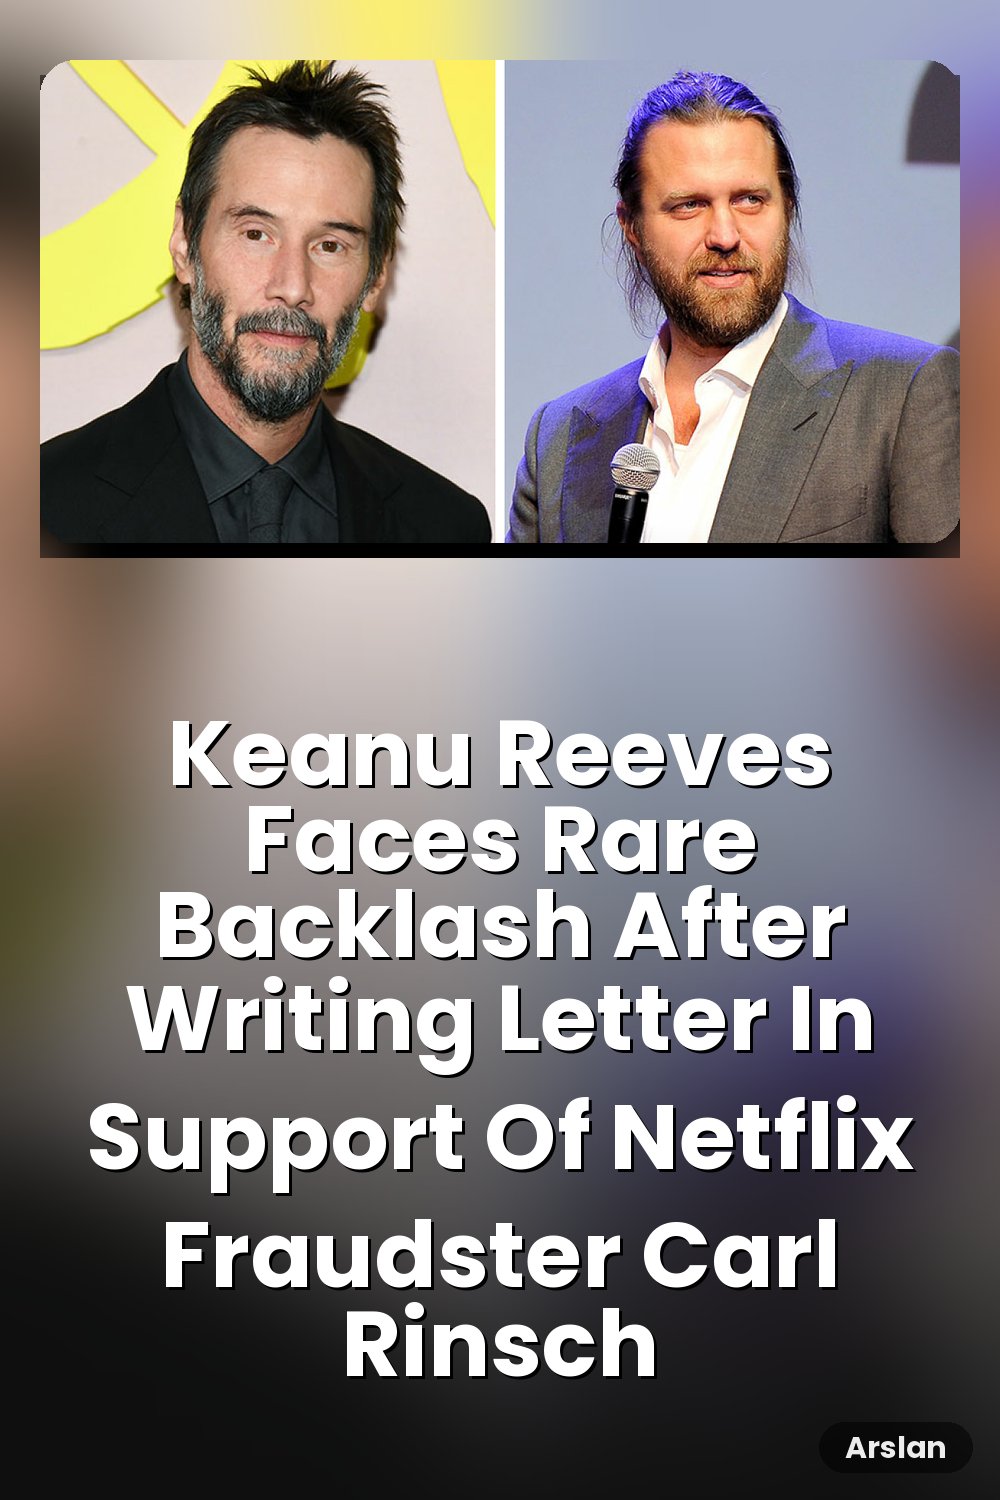 Keanu Reeves
Faces Rare
Backlash After
Writing Letter In
Support Of Netflix
Fraudster Carl
Rinsch
Arslan